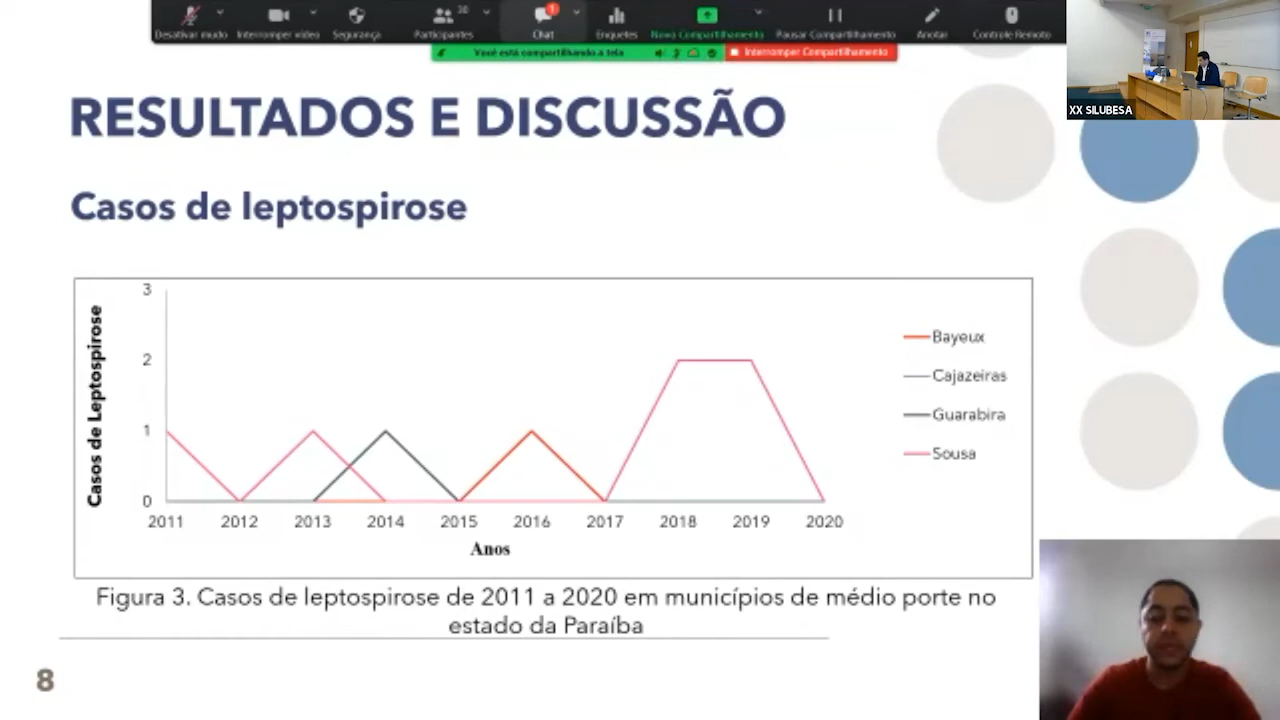 Desativar mudo
Interromper vídeo
Segurança
30
Participantes
1
Chat
Enquetes
Novo Compartilhamento
Pausar Compartilhamento
Anotar
Controle Remoto
Você está compartilhando a tela
Interromper Compartilhamento
XX SILUBESA
RESULTADOS E DISCUSSÃO
Casos de leptospirose
Casos de Leptospirose
3
2
1
0
2011 2012 2013 2014 2015 2016 2017 2018 2019 2020
Anos
Bayeux
Cajazeiras
Guarabira
Sousa
Figura 3. Casos de leptospirose de 2011 a 2020 em municípios de médio porte no
estado da Paraíba
8